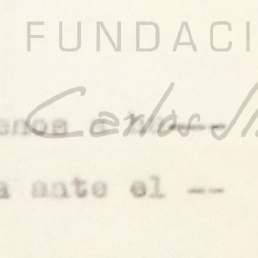 FUNDACI
Carlos
enos a
a ante el --